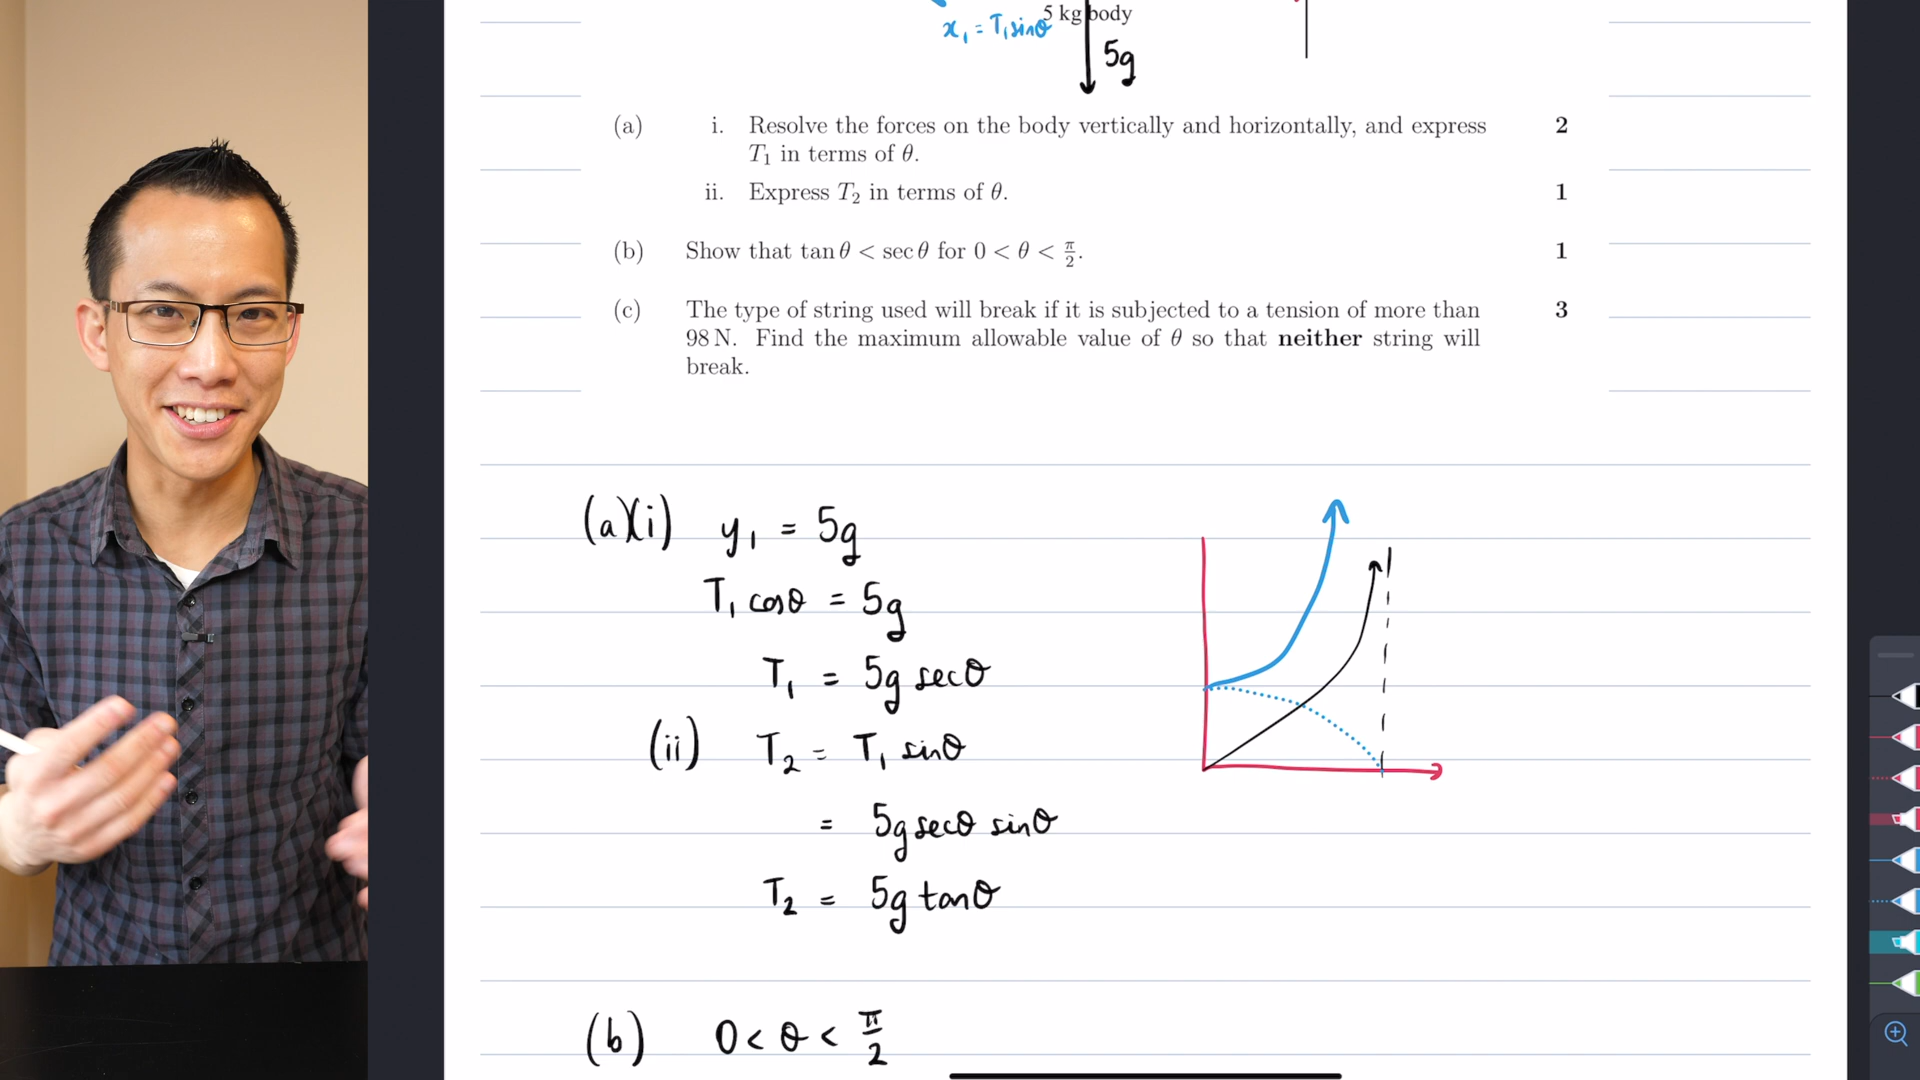 x₁ = T₁sinθ
5 kg body
5g
(a) i. Resolve the forces on the body vertically and horizontally, and express 2
T₁ in terms of θ.
ii. Express T₂ in terms of θ. 1
(b) Show that tan θ < sec θ for 0 < θ < π/2. 1
(c) The type of string used will break if it is subjected to a tension of more than 3
98 N. Find the maximum allowable value of θ so that neither string will
break.
(a)(i) y₁ = 5g
T₁ cosθ = 5g
T₁ = 5g secθ
(ii) T₂ = T₁ sinθ
= 5g secθ sinθ
T₂ = 5g tanθ
(b) 0 < θ < π/2